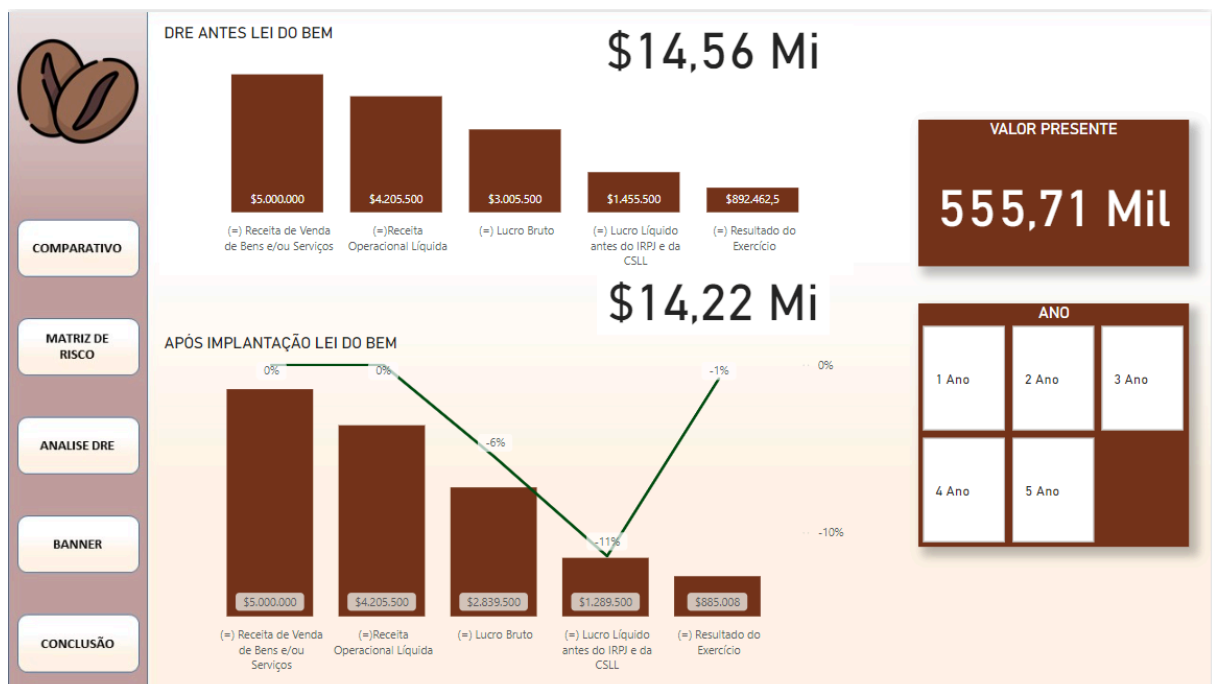 DRE ANTES LEI DO BEM
$14,56 Mi
$5.000.000
$4.205.500
$3.005.500
$1.455.500
$892.462,5
(=) Receita de Venda
de Bens e/ou Serviços
(=)Receita
Operacional Líquida
(=) Lucro Bruto
(=) Lucro Líquido
antes do IRPJ e da
CSLL
(=) Resultado do
Exercício
VALOR PRESENTE
555,71 Mil
COMPARATIVO
MATRIZ DE
RISCO
ANALISE DRE
BANNER
CONCLUSÃO
$14,22 Mi
APÓS IMPLANTAÇÃO LEI DO BEM
0%
0%
-6%
-11%
-1%
0%
-10%
$5.000.000
$4.205.500
$2.839.500
$1.289.500
$885.008
(=) Receita de Venda
de Bens e/ou
Serviços
(=)Receita
Operacional Líquida
(=) Lucro Bruto
(=) Lucro Líquido
antes do IRPJ e da
CSLL
(=) Resultado do
Exercício
ANO
1 Ano
2 Ano
3 Ano
4 Ano
5 Ano